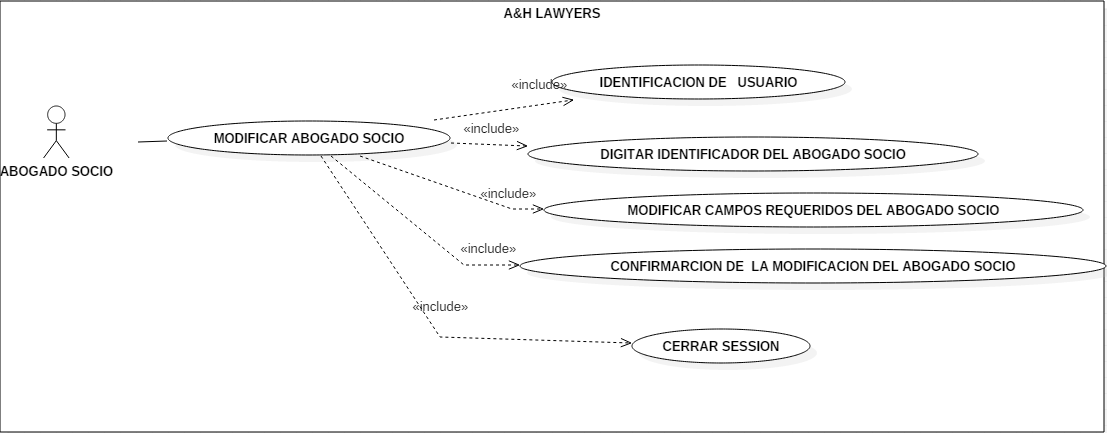 A&H LAWYERS
«include»
IDENTIFICACION DE   USUARIO
«include»
MODIFICAR ABOGADO SOCIO
DIGITAR IDENTIFICADOR DEL ABOGADO SOCIO
ABOGADO SOCIO
«include»
MODIFICAR CAMPOS REQUERIDOS DEL ABOGADO SOCIO
«include»
CONFIRMARCION DE  LA MODIFICACION DEL ABOGADO SOCIO
«include»
CERRAR SESSION